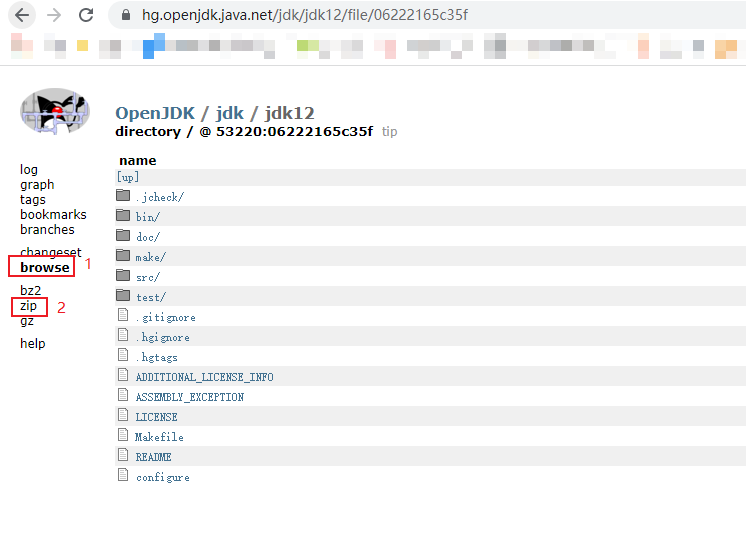 hg.openjdk.java.net/jdk/jdk12/file/06222165c35f
OpenJDK / jdk / jdk12
directory / @ 53220:06222165c35f tip
name
[up]
.jcheck/
bin/
doc/
make/
src/
test/
.gitignore
.hgignore
.hgtags
ADDITIONAL_LICENSE_INFO
ASSEMBLY_EXCEPTION
LICENSE
Makefile
README
configure
log
graph
tags
bookmarks
branches
changeset
browse 1
bz2
zip 2
gz
help